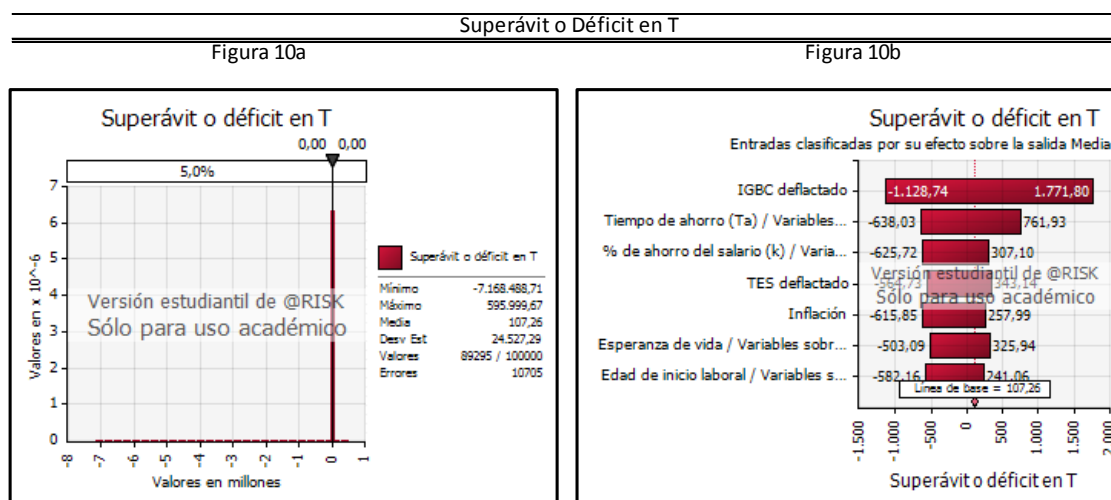 Superávit o Déficit en T
Figura 10a
Figura 10b
Superávit o déficit en T
0,00 0,00
5,0%
7
6
5
4
3
2
1
0
Valores en x 10^-6
-8 -7 -6 -5 -4 -3 -2 -1 0 1
Valores en millones
Versión estudiantil de @RISK
Sólo para uso académico
Superávit o déficit en T
Mínimo -7.168.488,71
Máximo 595.999,67
Media 107,26
Desv Est 24.527,29
Valores 89295 / 100000
Errores 10705
Superávit o déficit en T
Entradas clasificadas por su efecto sobre la salida Media
IGBC deflactado -1.128,74 1.771,80
Tiempo de ahorro (Ta) / Variables... -638,03 761,93
% de ahorro del salario (k) / Varia... -625,72 307,10
TES deflactado -564,73 343,14
Versión estudiantil de @RISK
Sólo para uso académico
Inflación -615,85 257,99
Esperanza de vida / Variables sobr... -503,09 325,94
Edad de inicio laboral / Variables s... -582,16 241,06
Línea de base = 107,26
-1.500 -1.000 -500 0 500 1.000 1.500 2.000
Superávit o déficit en T